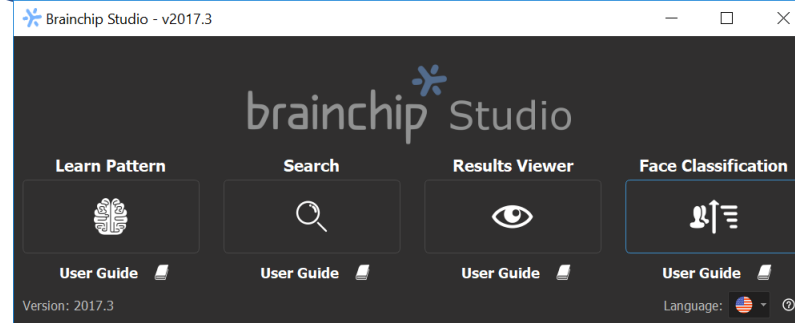 Brainchip Studio - v2017.3
brainchip Studio
Learn Pattern Search Results Viewer Face Classification
User Guide User Guide User Guide User Guide
Version: 2017.3 Language: